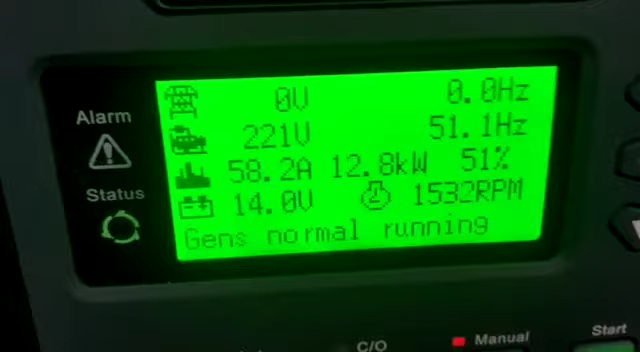 0V 0.0Hz
Alarm
221V 51.1Hz
58.2A 12.8kW 51%
Status
14.0V 1532RPM
Gens normal running
C/O
Manual
Start